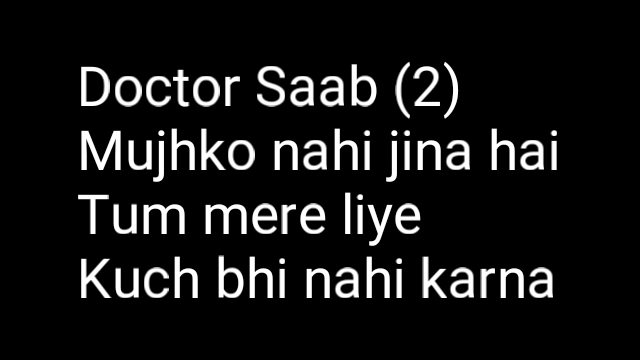 Doctor Saab (2)
Mujhko nahi jina hai
Tum mere liye
Kuch bhi nahi karna